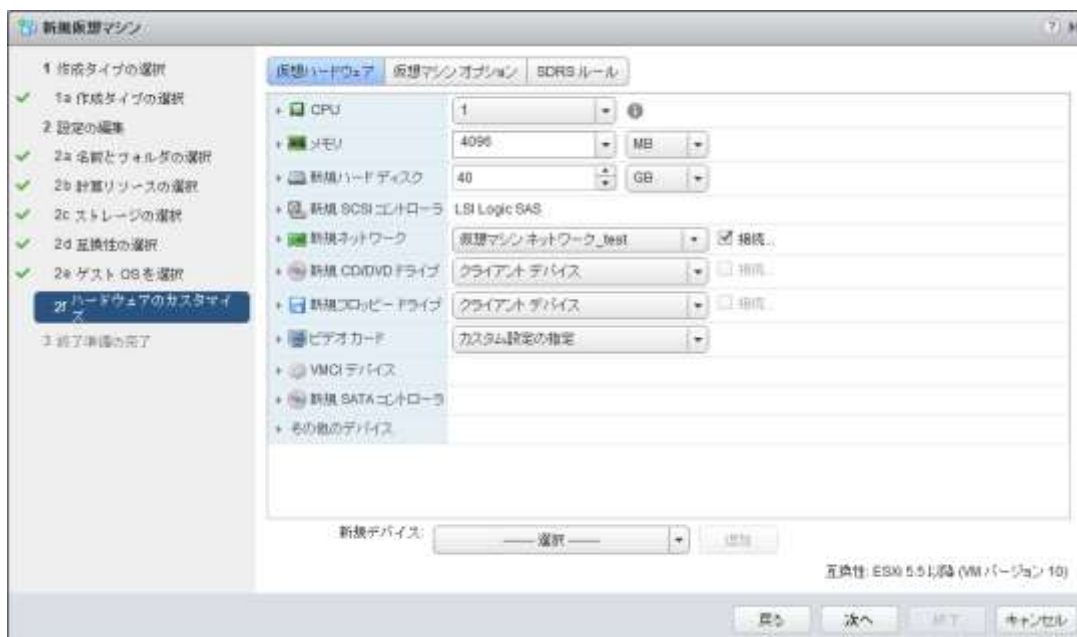 新規仮想マシン
1 作成タイプの選択
1a 作成タイプの選択
2 設定の編集
2a 名前とフォルダの選択
2b 計算リソースの選択
2c ストレージの選択
2d 互換性の選択
2e ゲスト OS を選択
2f ハードウェアのカスタマイズ
3 終了準備の完了
仮想ハードウェア 仮想マシン オプション SDRS ルール
CPU 1
メモリ 4096 MB
新規ハード ディスク 40 GB
新規 SCSI コントローラ LSI Logic SAS
新規ネットワーク 仮想マシン ネットワーク_test 接続...
新規 CD/DVD ドライブ クライアント デバイス 接続...
新規フロッピー ドライブ クライアント デバイス 接続...
ビデオ カード カスタム設定の指定
VMCI デバイス
新規 SATA コントローラ
その他のデバイス
新規デバイス: ―― 選択 ―― 追加
互換性: ESXi 5.5 以降 (VM バージョン 10)
戻る 次へ 終了 キャンセル